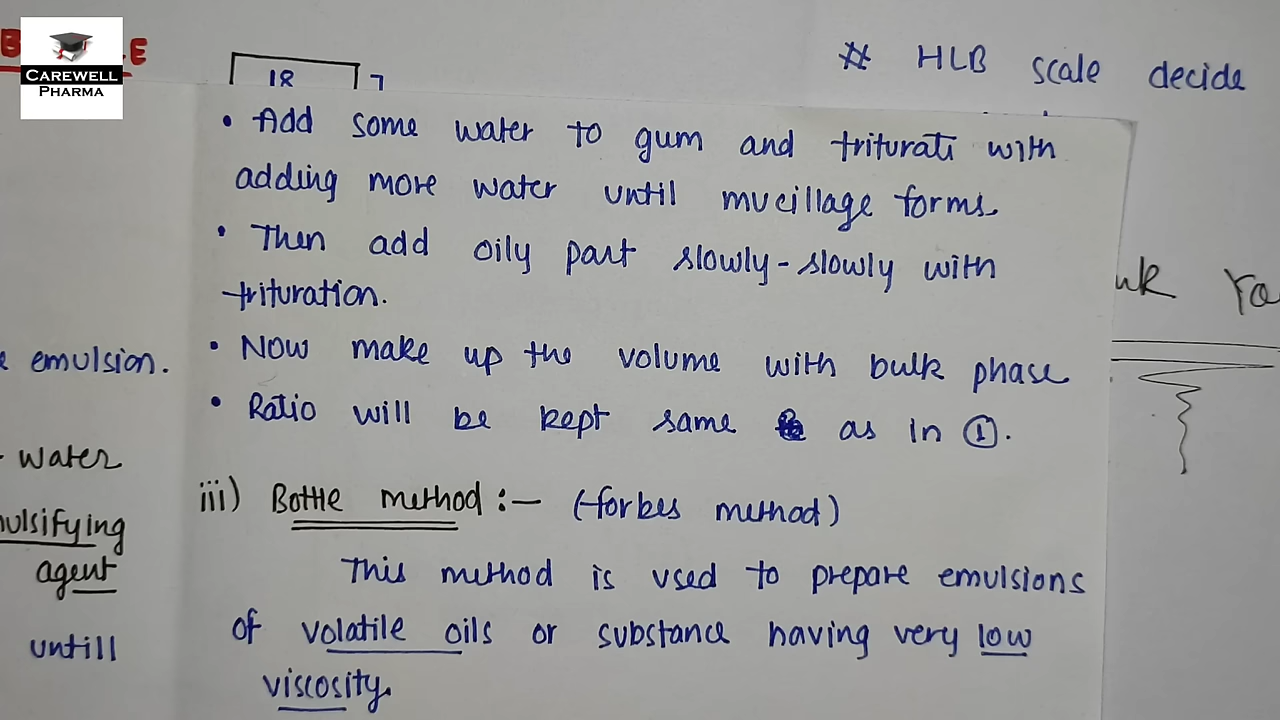 CAREWELL
PHARMA
18
# HLB scale decide
• Add some water to gum and triturate with
adding more water until mucillage forms.
• Then add oily part slowly-slowly with
trituration.
• Now make up the volume with bulk phase
• Ratio will be kept same as in ①.
iii) Bottle method :- (forbes method)
This method is used to prepare emulsions
of volatile oils or substance having very low
viscosity.
emulsion.
water
agent
untill